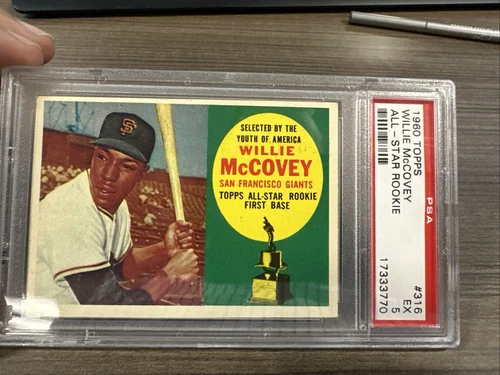 SF
SELECTED BY THE
YOUTH OF AMERICA
WILLIE
McCOVEY
SAN FRANCISCO GIANTS
TOPPS ALL-STAR ROOKIE
FIRST BASE
1960 TOPPS
WILLIE McCOVEY
ALL - STAR ROOKIE
PSA
#316
EX 5
17333770